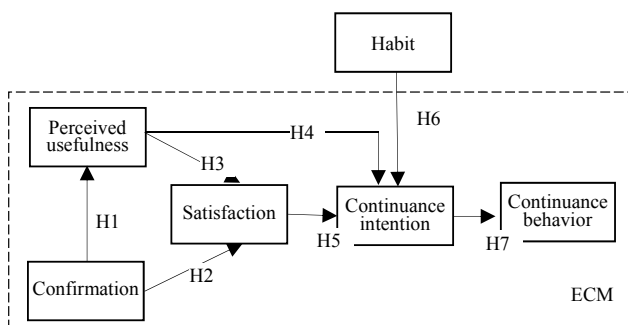 Habit
H6
Perceived
usefulness
H4
H3
Satisfaction
Continuance
intention
Continuance
behavior
H1
H5
H7
H2
Confirmation
ECM